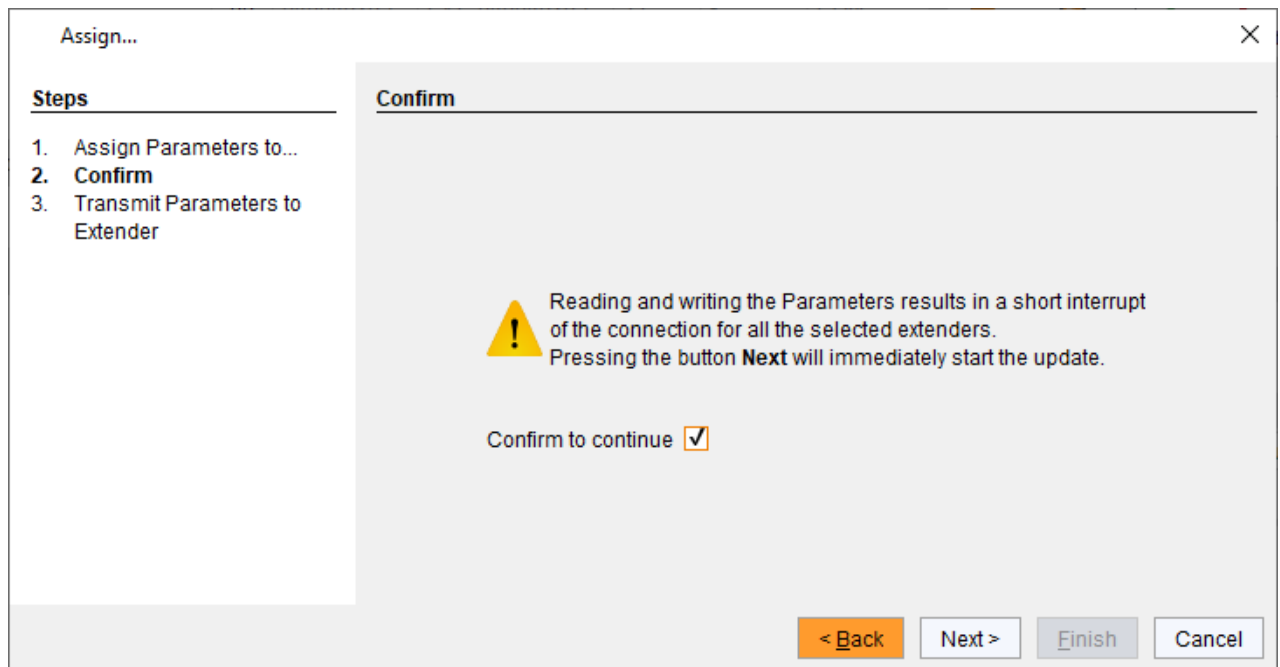 Assign...
Steps
1. Assign Parameters to...
2. Confirm
3. Transmit Parameters to
Extender
Confirm
Reading and writing the Parameters results in a short interrupt
of the connection for all the selected extenders.
Pressing the button Next will immediately start the update.
Confirm to continue
< Back
Next >
Finish
Cancel